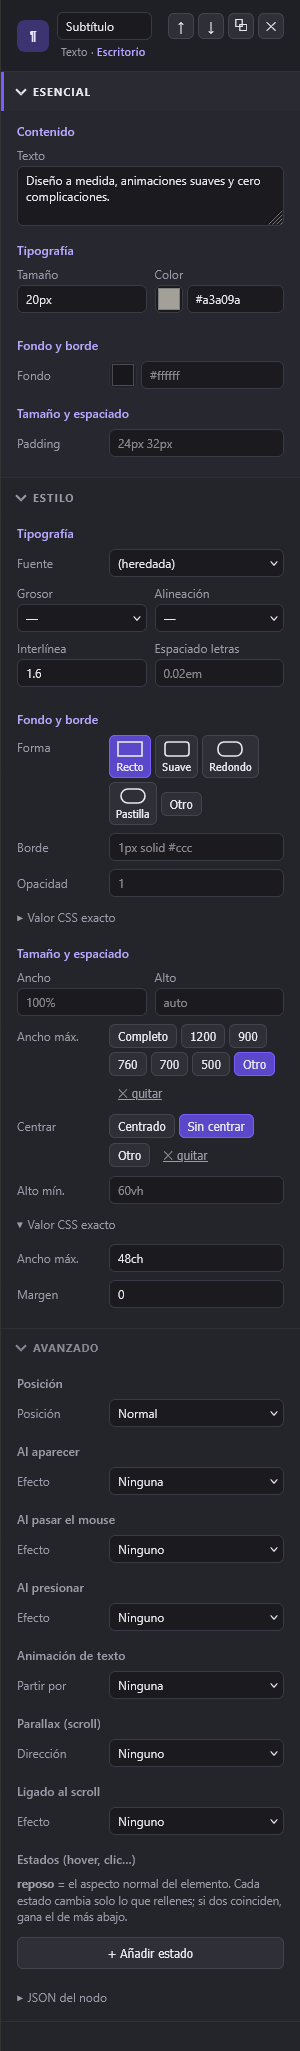 ¶ Subtítulo ↑ ↓ ✕
Texto · Escritorio
ESENCIAL
Contenido
Texto
Diseño a medida, animaciones suaves y cero
complicaciones.
Tipografía
Tamaño Color
20px #a3a09a
Fondo y borde
Fondo #ffffff
Tamaño y espaciado
Padding 24px 32px
ESTILO
Tipografía
Fuente (heredada)
Grosor Alineación
— —
Interlínea Espaciado letras
1.6 0.02em
Fondo y borde
Forma Recto Suave Redondo
Pastilla Otro
Borde 1px solid #ccc
Opacidad 1
▸ Valor CSS exacto
Tamaño y espaciado
Ancho Alto
100% auto
Ancho máx. Completo 1200 900
760 700 500 Otro
✕ quitar
Centrar Centrado Sin centrar
Otro ✕ quitar
Alto mín. 60vh
▾ Valor CSS exacto
Ancho máx. 48ch
Margen 0
AVANZADO
Posición
Posición Normal
Al aparecer
Efecto Ninguna
Al pasar el mouse
Efecto Ninguno
Al presionar
Efecto Ninguno
Animación de texto
Partir por Ninguna
Parallax (scroll)
Dirección Ninguno
Ligado al scroll
Efecto Ninguno
Estados (hover, clic...)
reposo = el aspecto normal del elemento. Cada
estado cambia solo lo que rellenes; si dos coinciden,
gana el de más abajo.
+ Añadir estado
▸ JSON del nodo